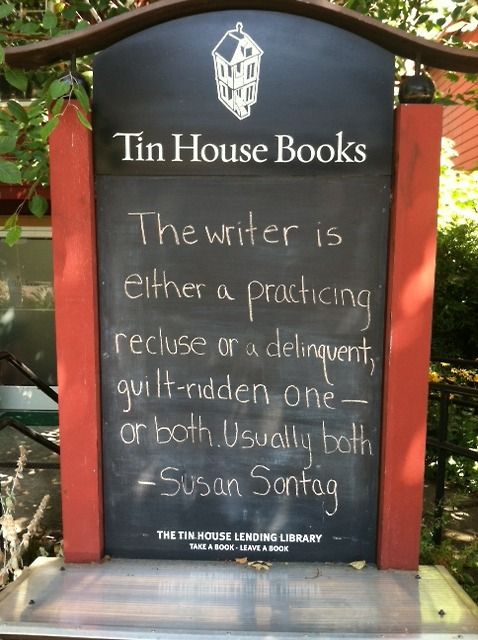 Tin House Books
The writer is
either a practicing
recluse or a delinquent,
guilt-ridden one—
or both. Usually both
-Susan Sontag
THE TIN HOUSE LENDING LIBRARY
TAKE A BOOK - LEAVE A BOOK